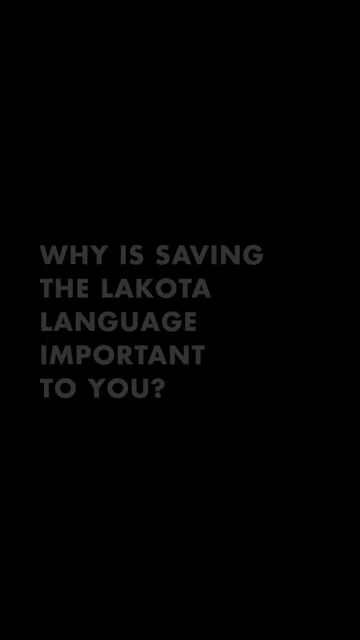 WHY IS SAVING
THE LAKOTA
LANGUAGE
IMPORTANT
TO YOU?